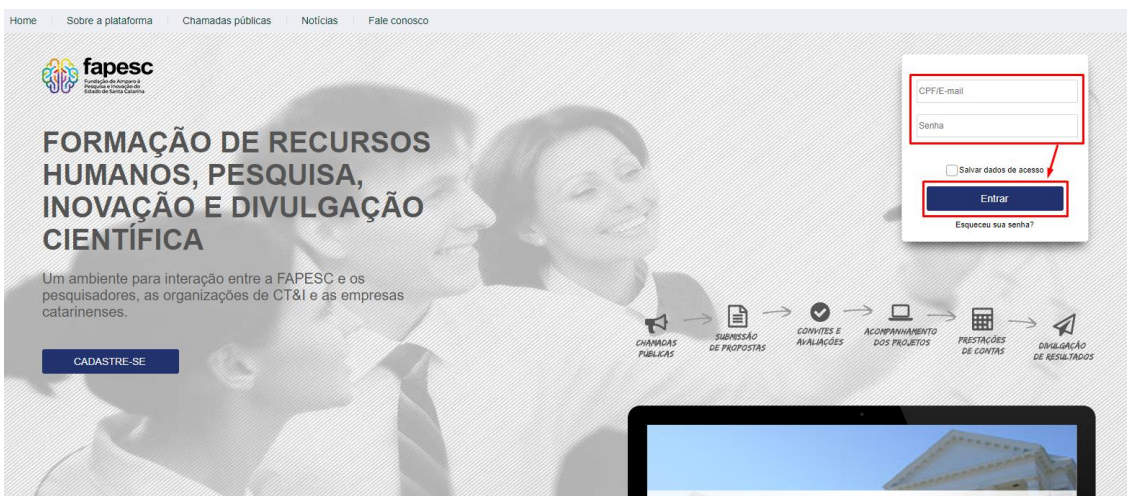 Home
Sobre a plataforma
Chamadas públicas
Notícias
Fale conosco
fapesc
Fundação de Amparo à
Pesquisa e Inovação do
Estado de Santa Catarina
FORMAÇÃO DE RECURSOS
HUMANOS, PESQUISA,
INOVAÇÃO E DIVULGAÇÃO
CIENTÍFICA
Um ambiente para interação entre a FAPESC e os
pesquisadores, as organizações de CT&I e as empresas
catarinenses.
CADASTRE-SE
CPF/E-mail
Senha
Salvar dados de acesso
Entrar
Esqueceu sua senha?
CHAMADAS
PÚBLICAS
SUBMISSÃO
DE PROPOSTAS
CONVITES E
AVALIAÇÕES
ACOMPANHAMENTO
DOS PROJETOS
PRESTAÇÕES
DE CONTAS
DIVULGAÇÃO
DE RESULTADOS